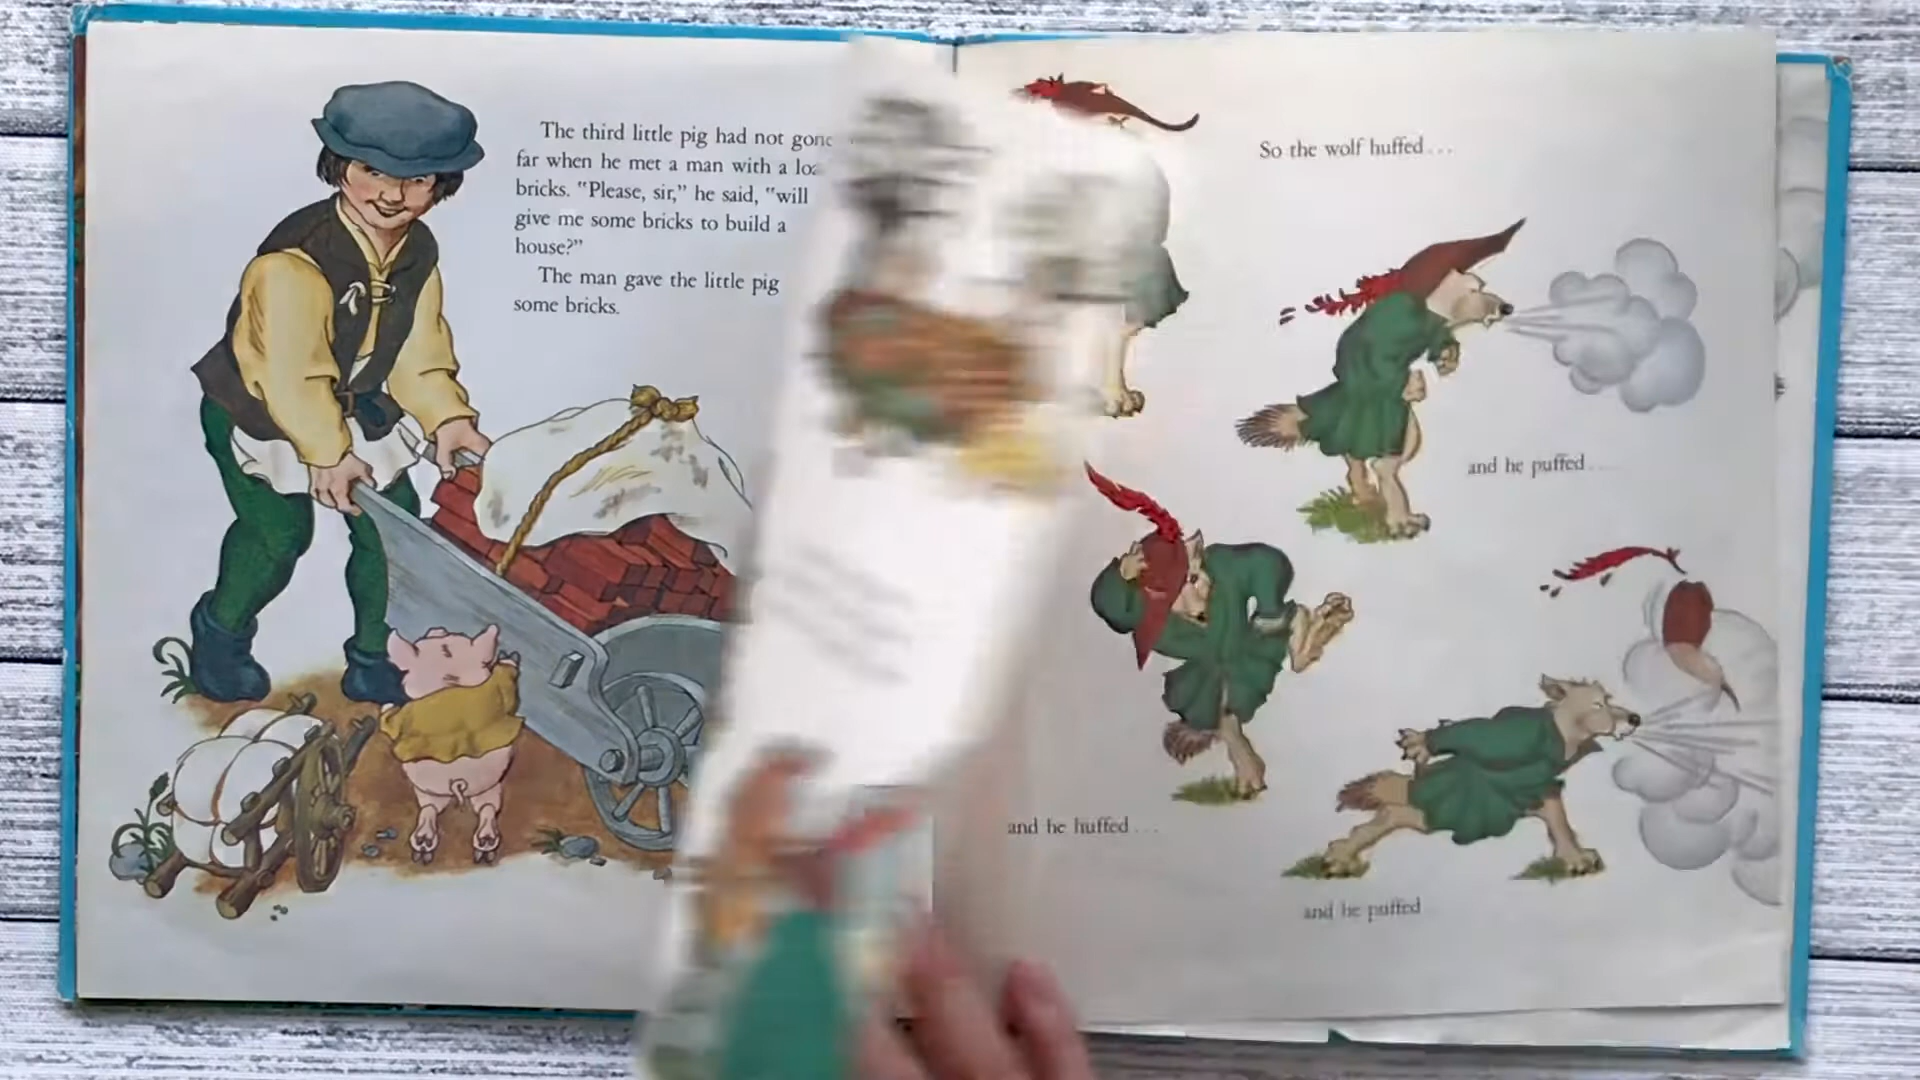 The third little pig had not gone
far when he met a man with a
bricks. "Please, sir," he said, "will
give me some bricks to build a
house?"
The man gave the little pig
some bricks.
So the wolf huffed...
and he puffed....
and he huffed....
and he puffed